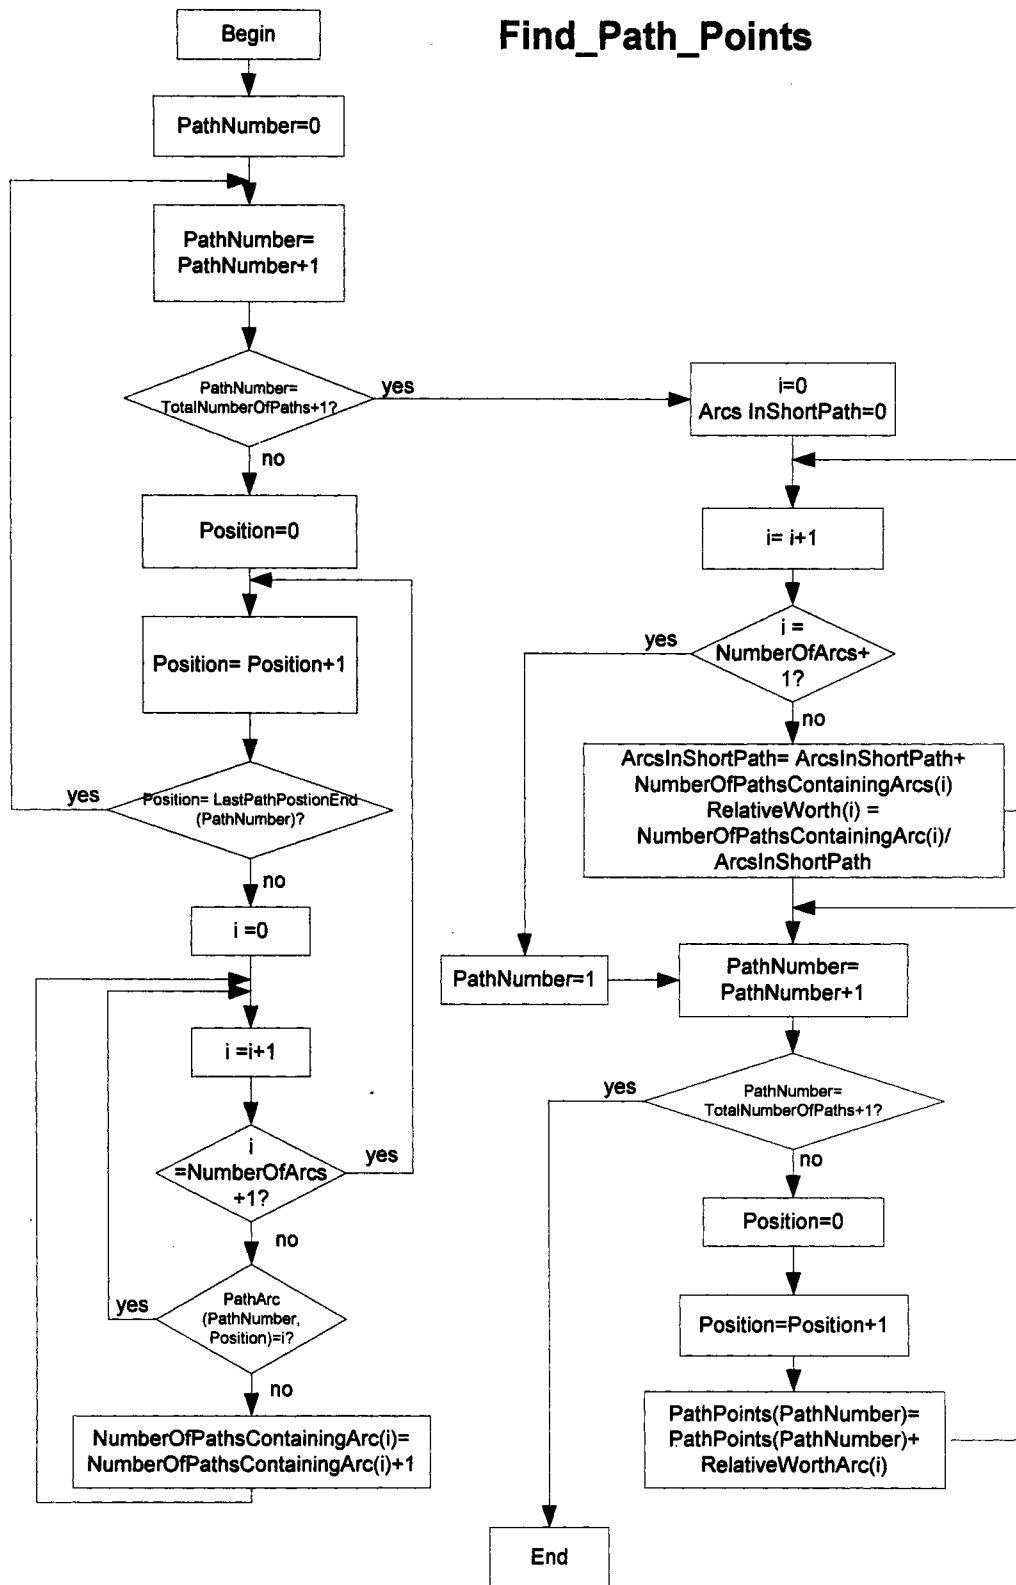 Find_Path_Points
Begin
PathNumber=0
PathNumber=
PathNumber+1
PathNumber=
TotalNumberOfPaths+1?
yes
no
Position=0
Position= Position+1
Position= LastPathPostionEnd
(PathNumber)?
yes
no
i =0
i =i+1
i
=NumberOfArcs
+1?
yes
no
PathArc
(PathNumber,
Position)=i?
yes
no
NumberOfPathsContainingArc(i)=
NumberOfPathsContainingArc(i)+1
i=0
Arcs InShortPath=0
i= i+1
i =
NumberOfArcs+
1?
yes
no
ArcsInShortPath= ArcsInShortPath+
NumberOfPathsContainingArcs(i)
RelativeWorth(i) =
NumberOfPathsContainingArc(i)/
ArcsInShortPath
PathNumber=1
PathNumber=
PathNumber+1
PathNumber=
TotalNumberOfPaths+1?
yes
no
Position=0
Position=Position+1
PathPoints(PathNumber)=
PathPoints(PathNumber)+
RelativeWorthArc(i)
End